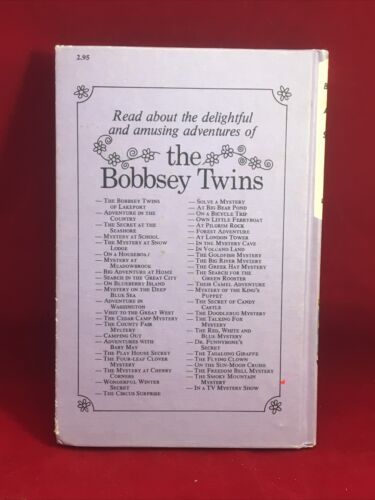 2.95
Read about the delightful
and amusing adventures of
the
Bobbsey Twins
— The Bobbsey Twins
of Lakeport
— Adventure in the
Country
— The Secret at the
Seashore
— Mystery at School
— The Mystery at Snow
Lodge
— On a Houseboat
— Mystery at
Meadowbrook
— Big Adventure at Home
— Search in the Great City
— On Blueberry Island
— Mystery on the Deep
Blue Sea
— Adventure in
Washington
— Visit to the Great West
— The Cedar Camp Mystery
— The County Fair
Mystery
— Camping Out
— Adventures with
Baby May
— The Play House Secret
— The Four-Leaf Clover
Mystery
— The Mystery at Cherry
Corners
— Wonderful Winter
Secret
— The Circus Surprise
— Solve a Mystery
— At Big Bear Pond
— On a Bicycle Trip
— Own Little Ferryboat
— At Pilgrim Rock
— Forest Adventure
— At London Tower
— In the Mystery Cave
— In Volcano Land
— The Goldfish Mystery
— The Big River Mystery
— The Greek Hat Mystery
— The Search for the
Green Rooster
— Their Camel Adventure
— Mystery of the King's
Puppet
— The Secret of Candy
Castle
— The Doodlebug Mystery
— The Talking Fox
Mystery
— The Red, White and
Blue Mystery
— Dr. Funnybone's
Secret
— The Tagalong Giraffe
— The Flying Clown
— On the Sun-Moon Cruise
— The Freedom Bell Mystery
— The Smoky Mountain
Mystery
— In a TV Mystery Show